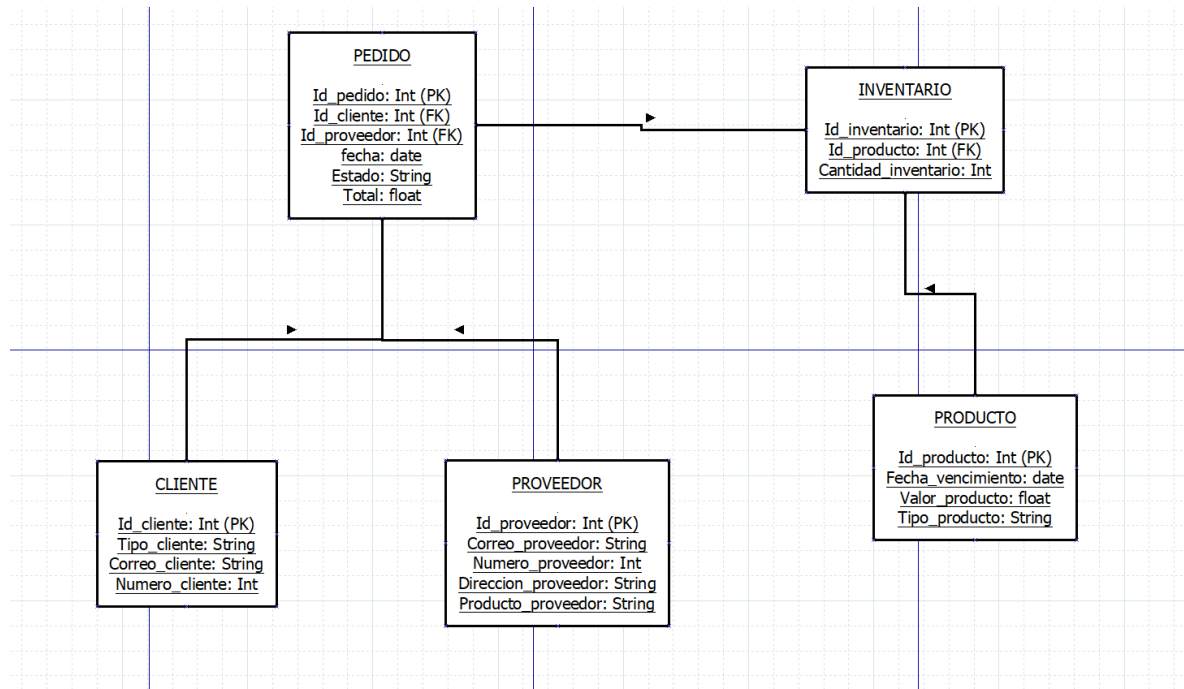 PEDIDO
Id_pedido: Int (PK)
Id_cliente: Int (FK)
Id_proveedor: Int (FK)
fecha: date
Estado: String
Total: float
INVENTARIO
Id_inventario: Int (PK)
Id_producto: Int (FK)
Cantidad_inventario: Int
CLIENTE
Id_cliente: Int (PK)
Tipo_cliente: String
Correo_cliente: String
Numero_cliente: Int
PROVEEDOR
Id_proveedor: Int (PK)
Correo_proveedor: String
Numero_proveedor: Int
Direccion_proveedor: String
Producto_proveedor: String
PRODUCTO
Id_producto: Int (PK)
Fecha_vencimiento: date
Valor_producto: float
Tipo_producto: String